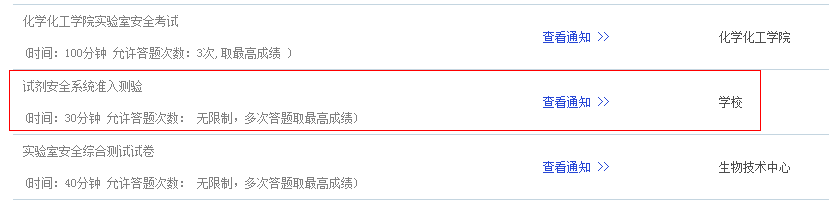 化学化工学院实验室安全考试
查看通知 >> 化学化工学院
(时间：100分钟 允许答题次数：3次,取最高成绩 )
试剂安全系统准入测验
查看通知 >> 学校
(时间：30分钟 允许答题次数： 无限制，多次答题取最高成绩)
实验室安全综合测试试卷
查看通知 >> 生物技术中心
(时间：40分钟 允许答题次数： 无限制，多次答题取最高成绩)